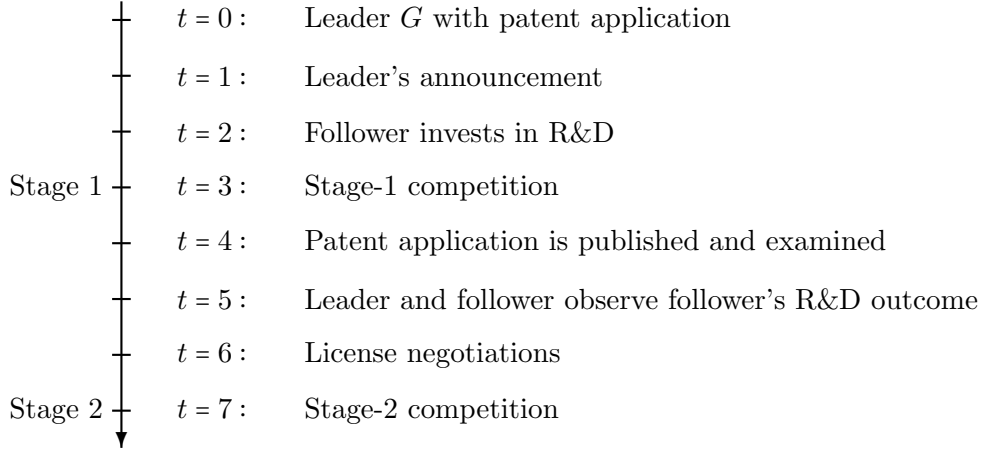 t = 0 : Leader G with patent application
t = 1 : Leader's announcement
t = 2 : Follower invests in R&D
Stage 1 t = 3 : Stage-1 competition
t = 4 : Patent application is published and examined
t = 5 : Leader and follower observe follower's R&D outcome
t = 6 : License negotiations
Stage 2 t = 7 : Stage-2 competition